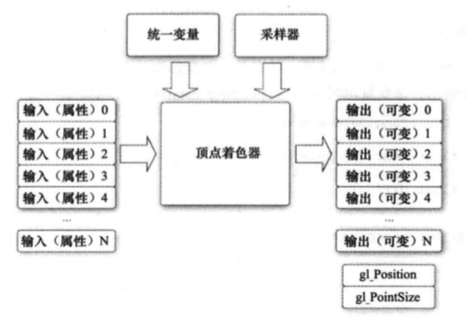 统一变量
采样器
输入（属性）0
输入（属性）1
输入（属性）2
输入（属性）3
输入（属性）4
...
输入（属性）N
顶点着色器
输出（可变）0
输出（可变）1
输出（可变）2
输出（可变）3
输出（可变）4
...
输出（可变）N
gl_Position
gl_PointSize